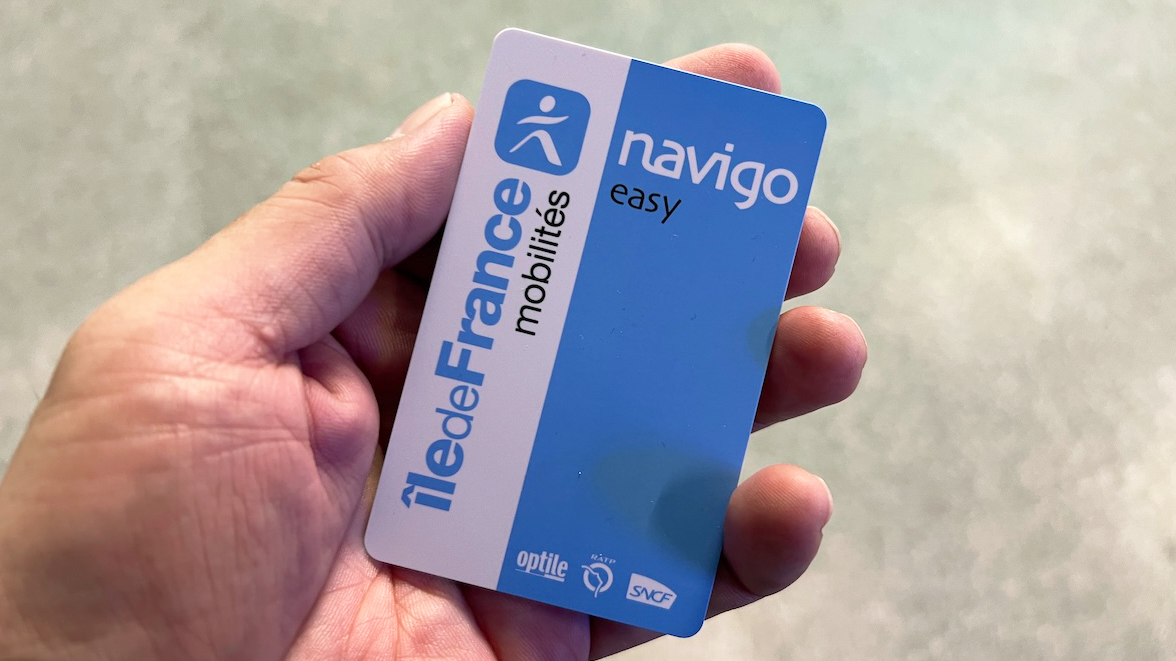 îledeFrance
mobilités
navigo
easy
optile
RATP
SNCF